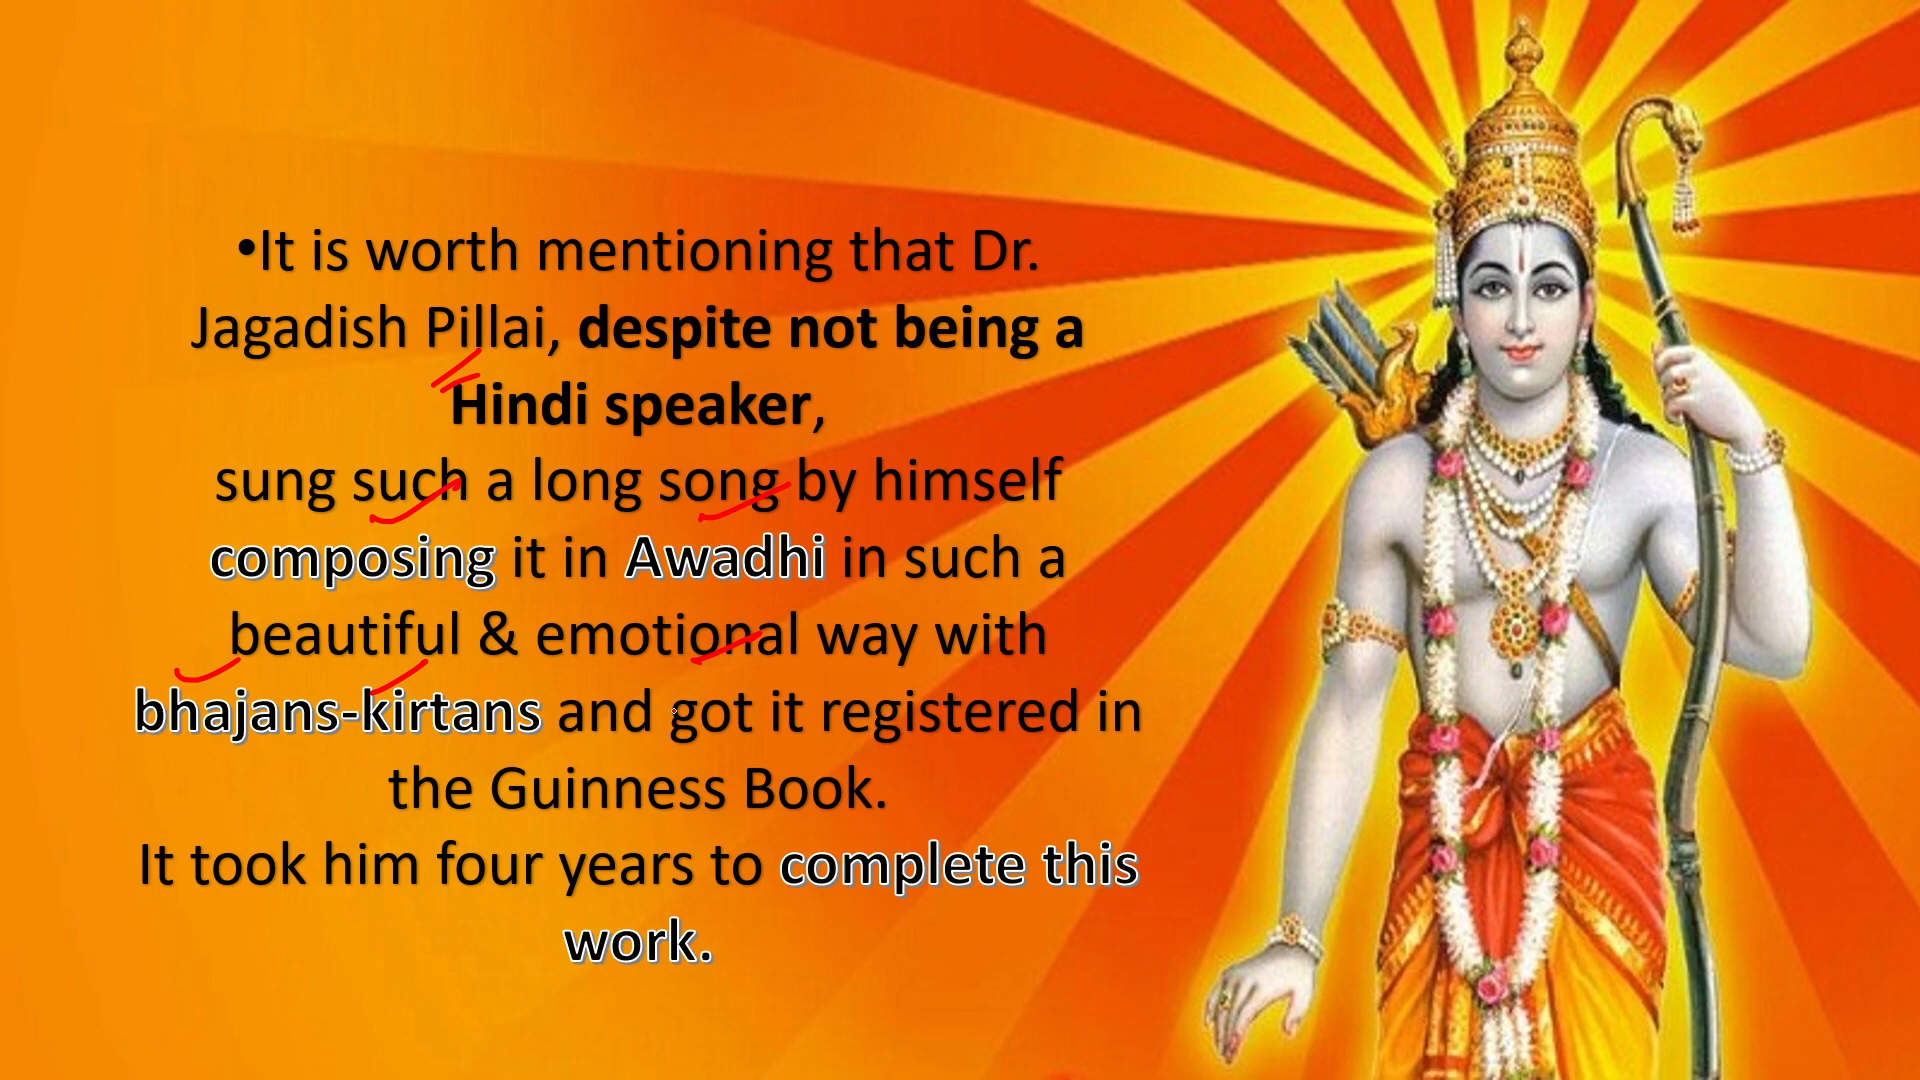 •It is worth mentioning that Dr.
Jagadish Pillai, despite not being a
Hindi speaker,
sung such a long song by himself
composing it in Awadhi in such a
beautiful & emotional way with
bhajans-kirtans and got it registered in
the Guinness Book.
It took him four years to complete this
work.